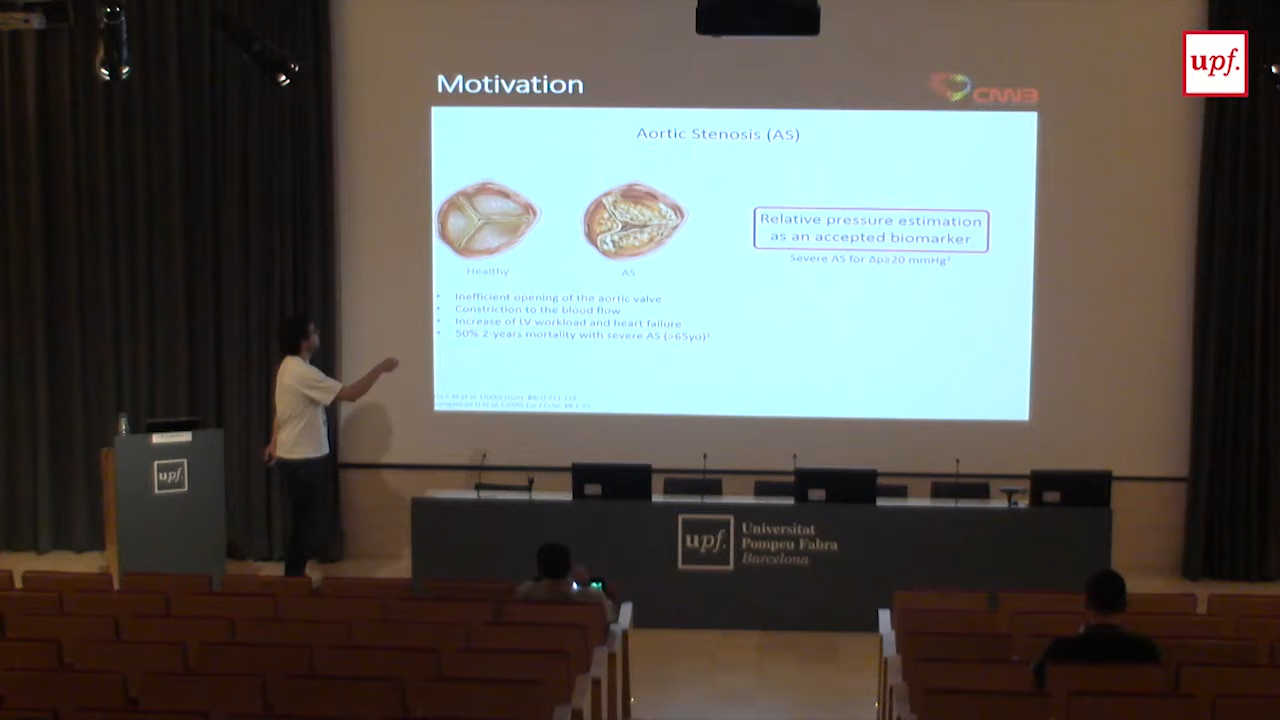 Motivation
upf.
Aortic Stenosis (AS)
Relative pressure estimation
as an accepted biomarker
Severe AS for Δp≥20 mmHg²
Healthy
AS
Inefficient opening of the aortic valve
Constriction to the blood flow
Increase of LV workload and heart failure
50% 2-years mortality with severe AS (>65yo)¹
upf.
upf.
Universitat
Pompeu Fabra
Barcelona